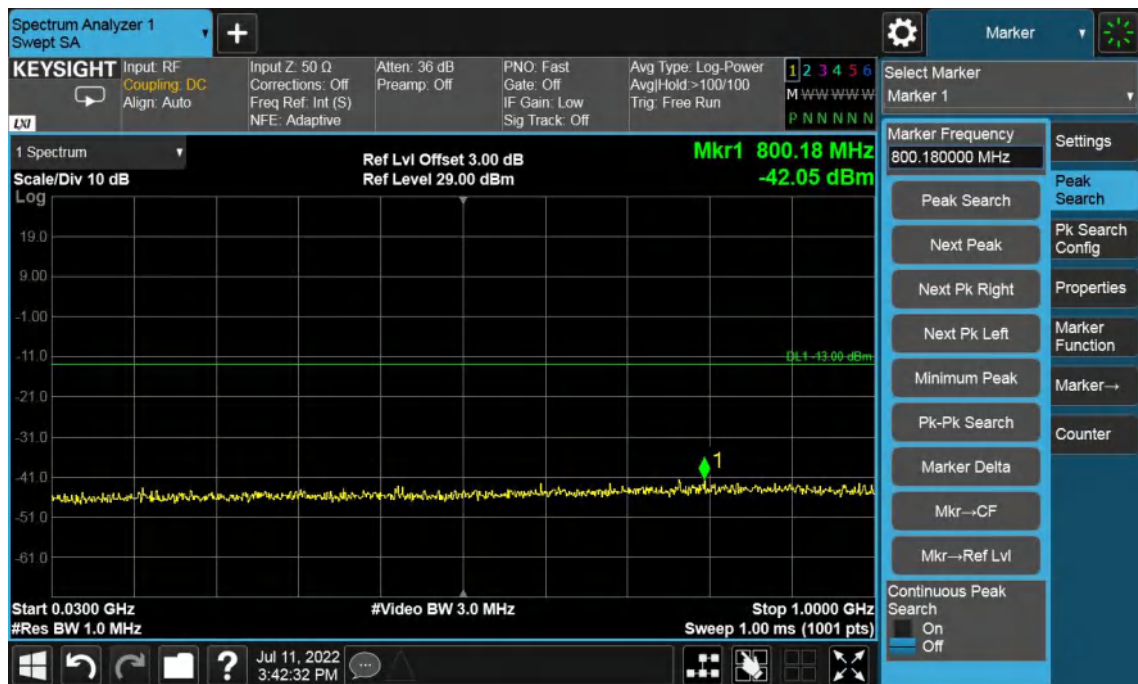 Spectrum Analyzer 1
Swept SA
+
Marker
KEYSIGHT
LXI
Input: RF
Coupling: DC
Align: Auto
Input Z: 50 Ω
Corrections: Off
Freq Ref: Int (S)
NFE: Adaptive
Atten: 36 dB
Preamp: Off
PNO: Fast
Gate: Off
IF Gain: Low
Sig Track: Off
Avg Type: Log-Power
Avg|Hold:>100/100
Trig: Free Run
1 2 3 4 5 6
M W W W W W
P N N N N N
Select Marker
Marker 1
1 Spectrum
Scale/Div 10 dB
Log
Ref Lvl Offset 3.00 dB
Ref Level 29.00 dBm
Mkr1 800.18 MHz
-42.05 dBm
19.0
9.00
-1.00
-11.0
-21.0
-31.0
-41.0
-51.0
-61.0
DL1 -13.00 dBm
1
Start 0.0300 GHz
#Res BW 1.0 MHz
#Video BW 3.0 MHz
Stop 1.0000 GHz
Sweep 1.00 ms (1001 pts)
Marker Frequency
800.180000 MHz
Peak Search
Next Peak
Next Pk Right
Next Pk Left
Minimum Peak
Pk-Pk Search
Marker Delta
Mkr→CF
Mkr→Ref Lvl
Continuous Peak
Search
On
Off
Settings
Peak
Search
Pk Search
Config
Properties
Marker
Function
Marker→
Counter
?
Jul 11, 2022
3:42:32 PM